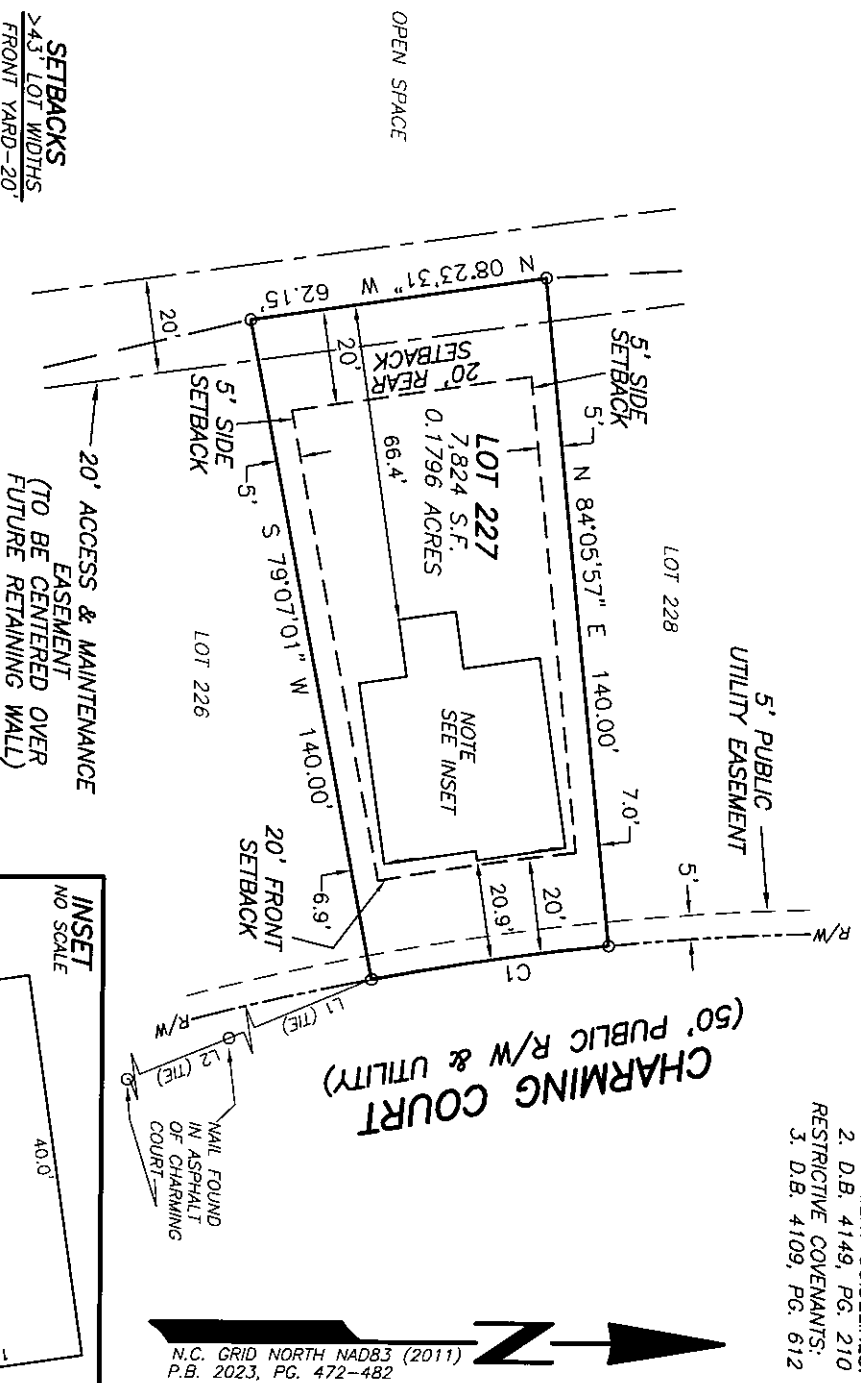 2. D.B. 4149, PG. 210
RESTRICTIVE COVENANTS:
3. D.B. 4109, PG. 612
OPEN SPACE
SETBACKS
>43' LOT WIDTHS
FRONT YARD-20'
N 08°23'31" W 62.15'
20'
20'
20' REAR
SETBACK
5' SIDE
SETBACK
5'
N 84°05'57" E 140.00'
LOT 228
5' PUBLIC
UTILITY EASEMENT
5'
7.0'
R/W
LOT 227
7,824 S.F.
0.1796 ACRES
66.4'
NOTE
SEE INSET
5' SIDE
SETBACK
5'
S 79°07'01" W 140.00'
LOT 226
6.9'
20' FRONT
SETBACK
20'
20.9'
C1
CHARMING COURT
(50' PUBLIC R/W & UTILITY)
L1 (TIE)
R/W
L2 (TIE)
NAIL FOUND
IN ASPHALT
OF CHARMING
COURT
20' ACCESS & MAINTENANCE
EASEMENT
(TO BE CENTERED OVER
FUTURE RETAINING WALL)
INSET
NO SCALE
40.0'
N
N.C. GRID NORTH NAD83 (2011)
P.B. 2023, PG. 472-482